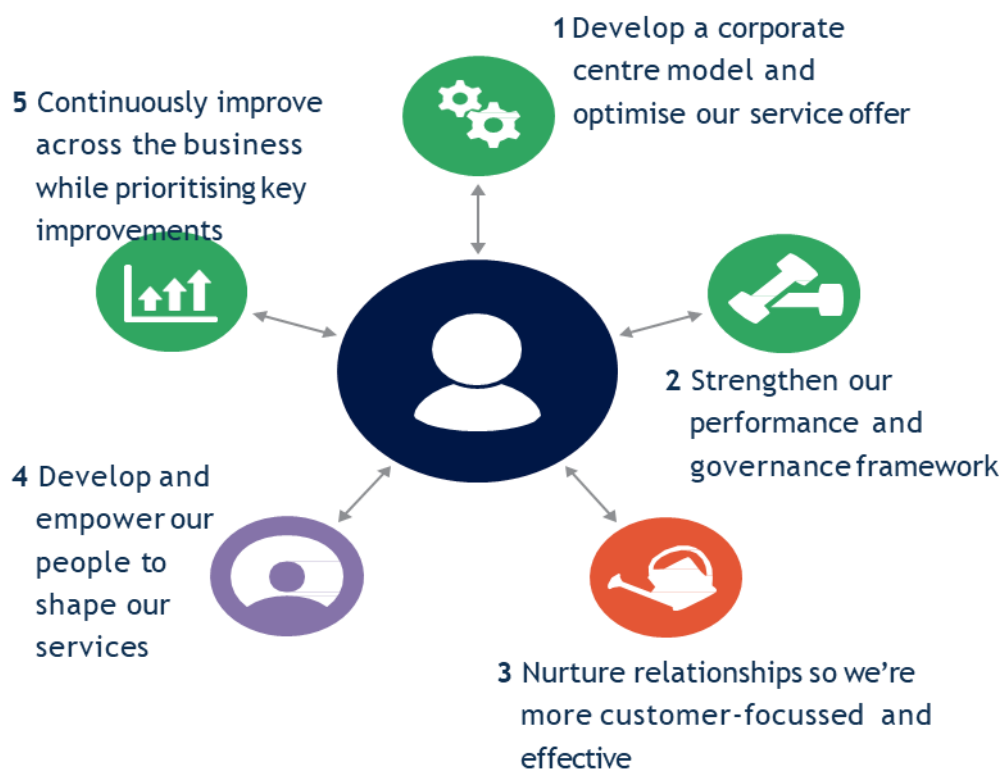 1 Develop a corporate
centre model and
optimise our service offer
2 Strengthen our
performance and
governance framework
3 Nurture relationships so we’re
more customer-focussed and
effective
4 Develop and
empower our
people to
shape our
services
5 Continuously improve
across the business
while prioritising key
improvements